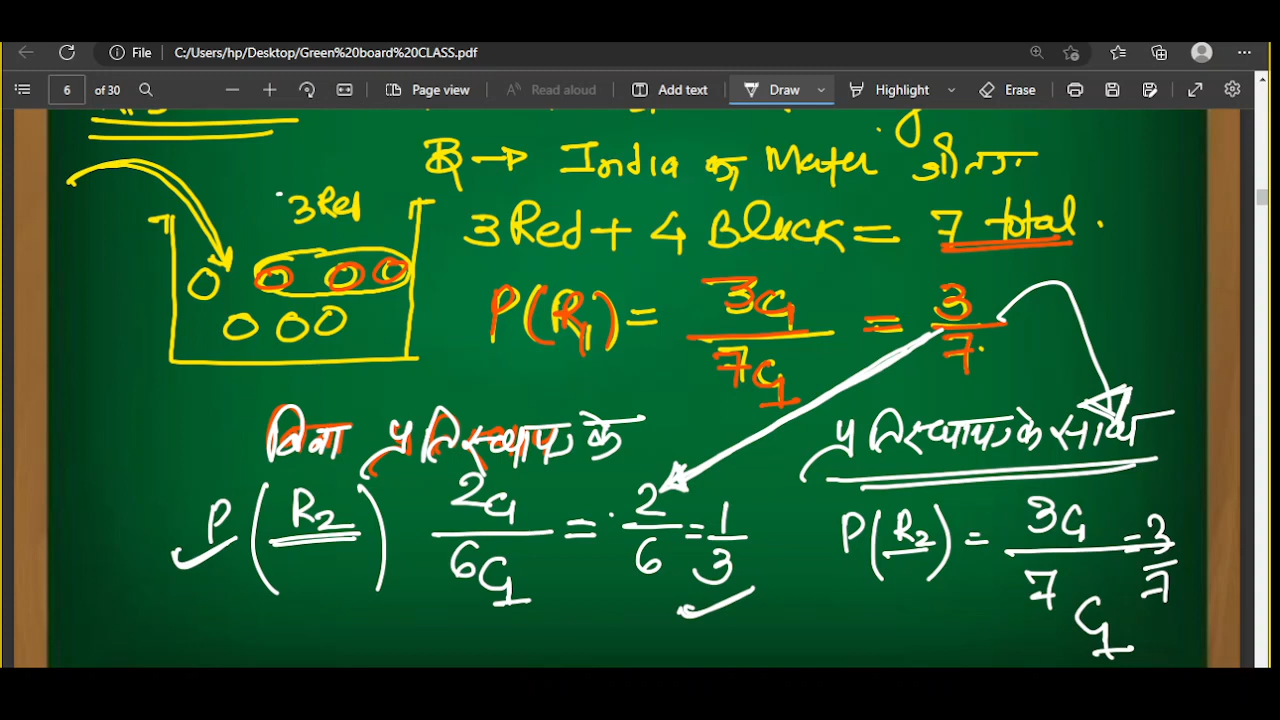 File C:/Users/hp/Desktop/Green%20board%20CLASS.pdf
6 of 30 Page view Read aloud Add text Draw Highlight Erase
B → India
3 Red
3 Red + 4 Black = 7 total.
P(R₁) = 3C₁/7C₁ = 3/7
बिना प्रतिस्थापन के
प्रतिस्थापन के साथ
P(R₂) 2C₁/6C₁ = 2/6 = 1/3
P(R₂) = 3C₁/7C₁ = 3/7